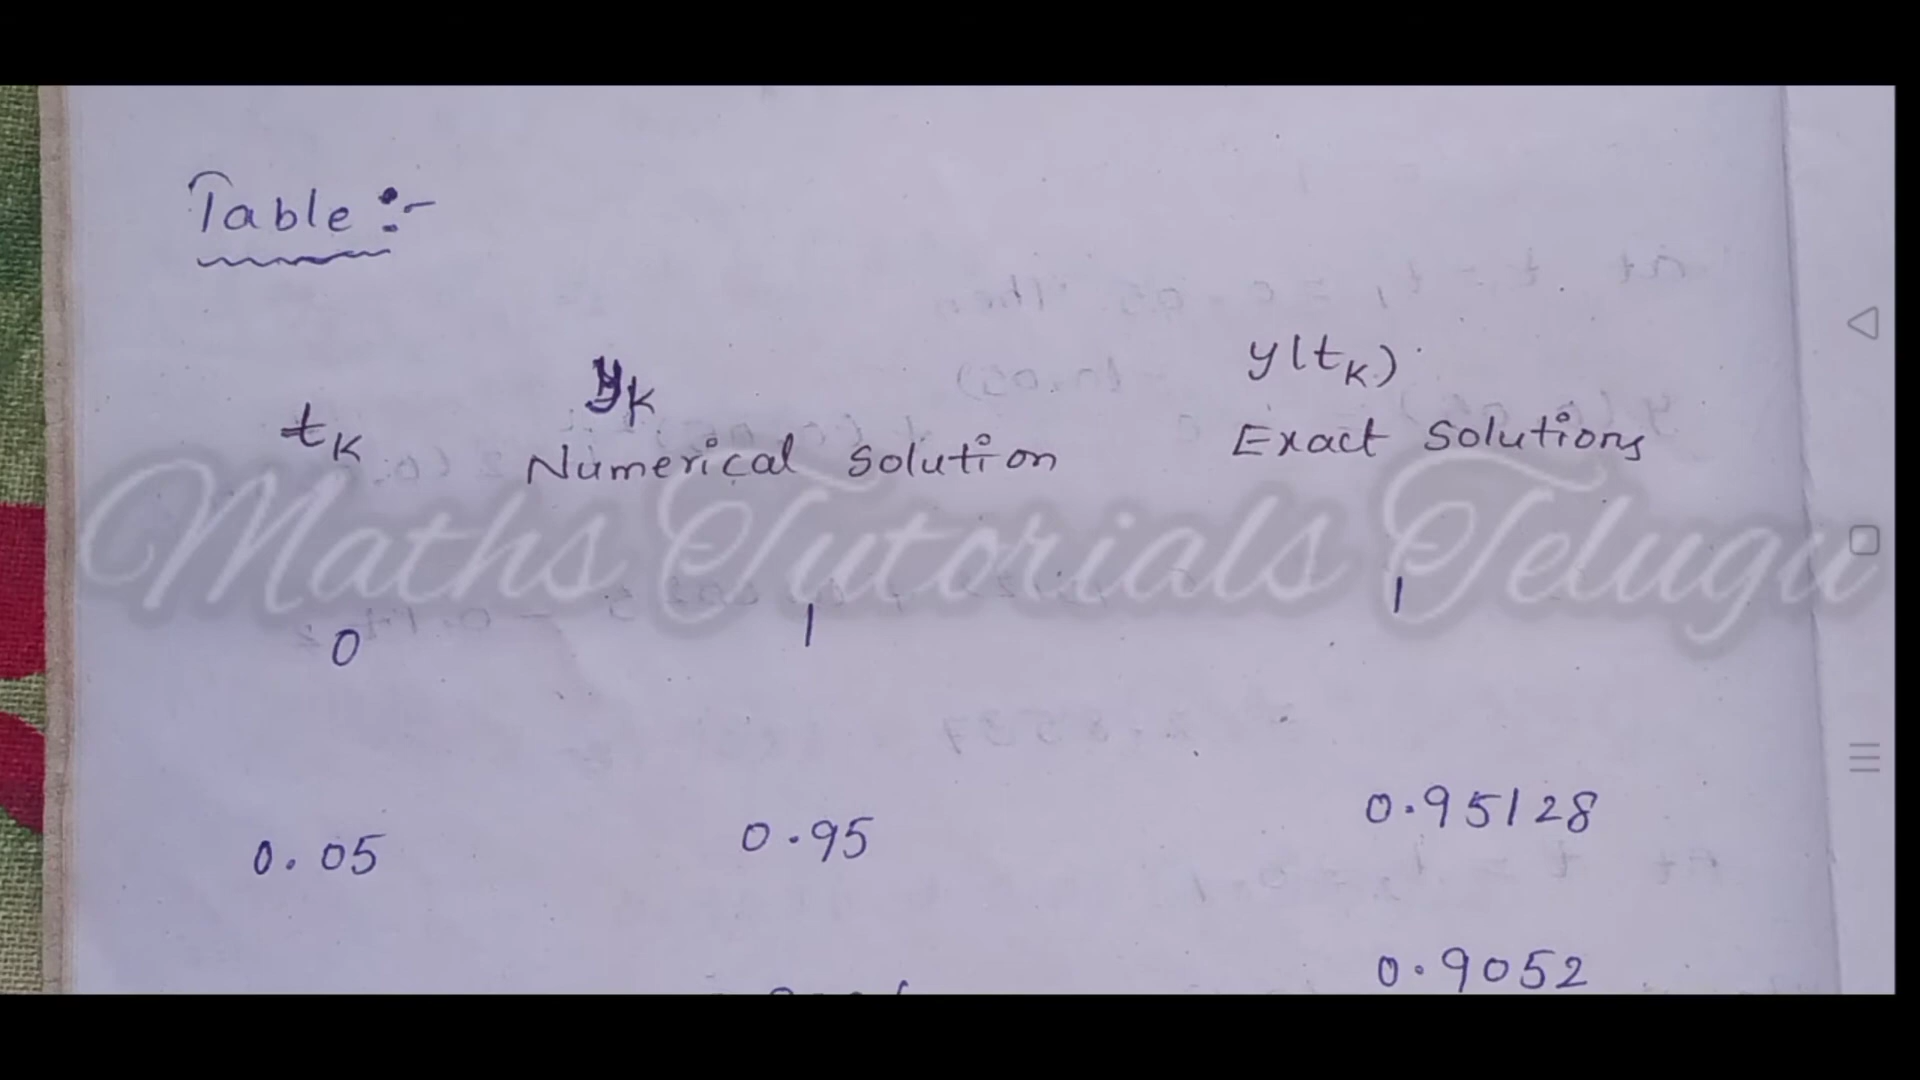 Table :-
tK yK y(tK)
Numerical Solution Exact Solutions
Maths Tutorials Telugu
0 1 1
0.05 0.95 0.95128
0.9052